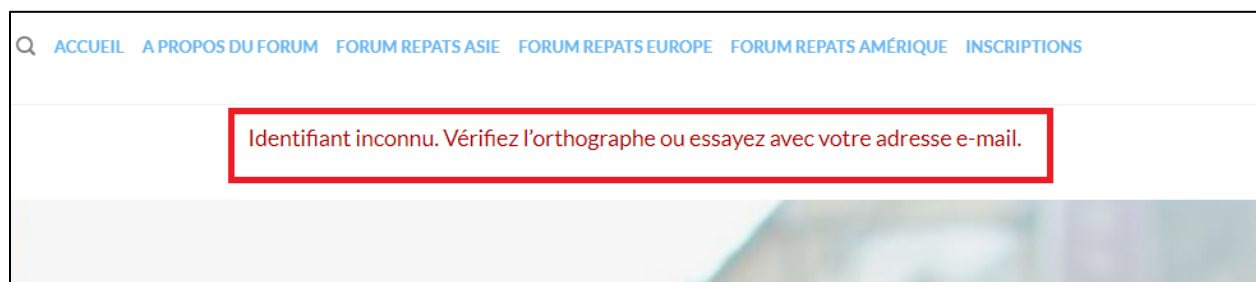 ACCUEIL A PROPOS DU FORUM FORUM REPATS ASIE FORUM REPATS EUROPE FORUM REPATS AMÉRIQUE INSCRIPTIONS
Identifiant inconnu. Vérifiez l’orthographe ou essayez avec votre adresse e-mail.